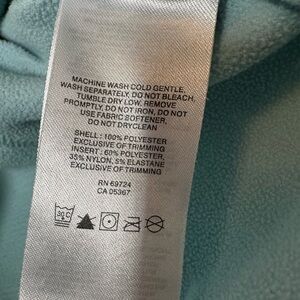 MACHINE WASH COLD GENTLE,
WASH SEPARATELY, DO NOT BLEACH,
TUMBLE DRY LOW, REMOVE
PROMPTLY, DO NOT IRON, DO NOT
USE FABRIC SOFTENER,
DO NOT DRYCLEAN
SHELL : 100% POLYESTER
EXCLUSIVE OF TRIMMING
INSERT : 60% POLYESTER,
35% NYLON, 5% ELASTANE
EXCLUSIVE OF TRIMMING
RN 69724
CA 05367
30 C